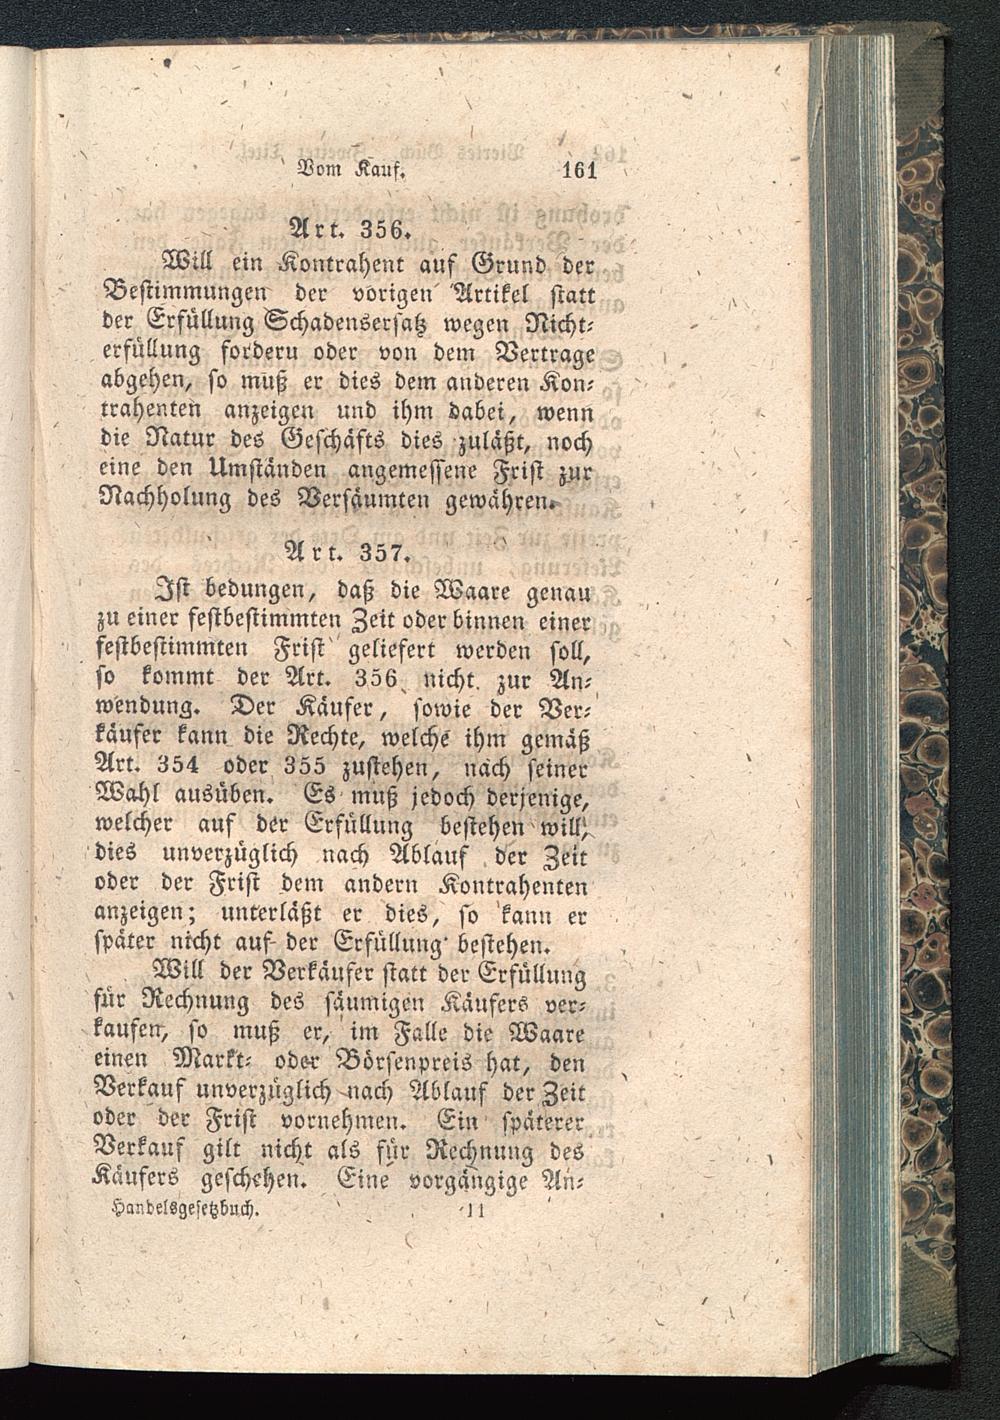 Vom Kauf. 161
Art. 356.
Will ein Kontrahent auf Grund der
Bestimmungen der vorigen Artikel statt
der Erfüllung Schadensersatz wegen Nicht-
erfüllung fordern oder von dem Vertrage
abgehen, so muß er dies dem anderen Kon-
trahenten anzeigen und ihm dabei, wenn
die Natur des Geschäfts dies zuläßt, noch
eine den Umständen angemessene Frist zur
Nachholung des Versäumten gewähren.
Art. 357.
Ist bedungen, daß die Waare genau
zu einer festbestimmten Zeit oder binnen einer
festbestimmten Frist geliefert werden soll,
so kommt der Art. 356 nicht zur An-
wendung. Der Käufer, sowie der Ver-
käufer kann die Rechte, welche ihm gemäß
Art. 354 oder 355 zustehen, nach seiner
Wahl ausüben. Es muß jedoch derjenige,
welcher auf der Erfüllung bestehen will,
dies unverzüglich nach Ablauf der Zeit
oder der Frist dem andern Kontrahenten
anzeigen; unterläßt er dies, so kann er
später nicht auf der Erfüllung bestehen.
Will der Verkäufer statt der Erfüllung
für Rechnung des säumigen Käufers ver-
kaufen, so muß er, im Falle die Waare
einen Markt- oder Börsenpreis hat, den
Verkauf unverzüglich nach Ablauf der Zeit
oder der Frist vornehmen. Ein späterer
Verkauf gilt nicht als für Rechnung des
Käufers geschehen. Eine vorgängige An-
Handelsgesetzbuch. 11